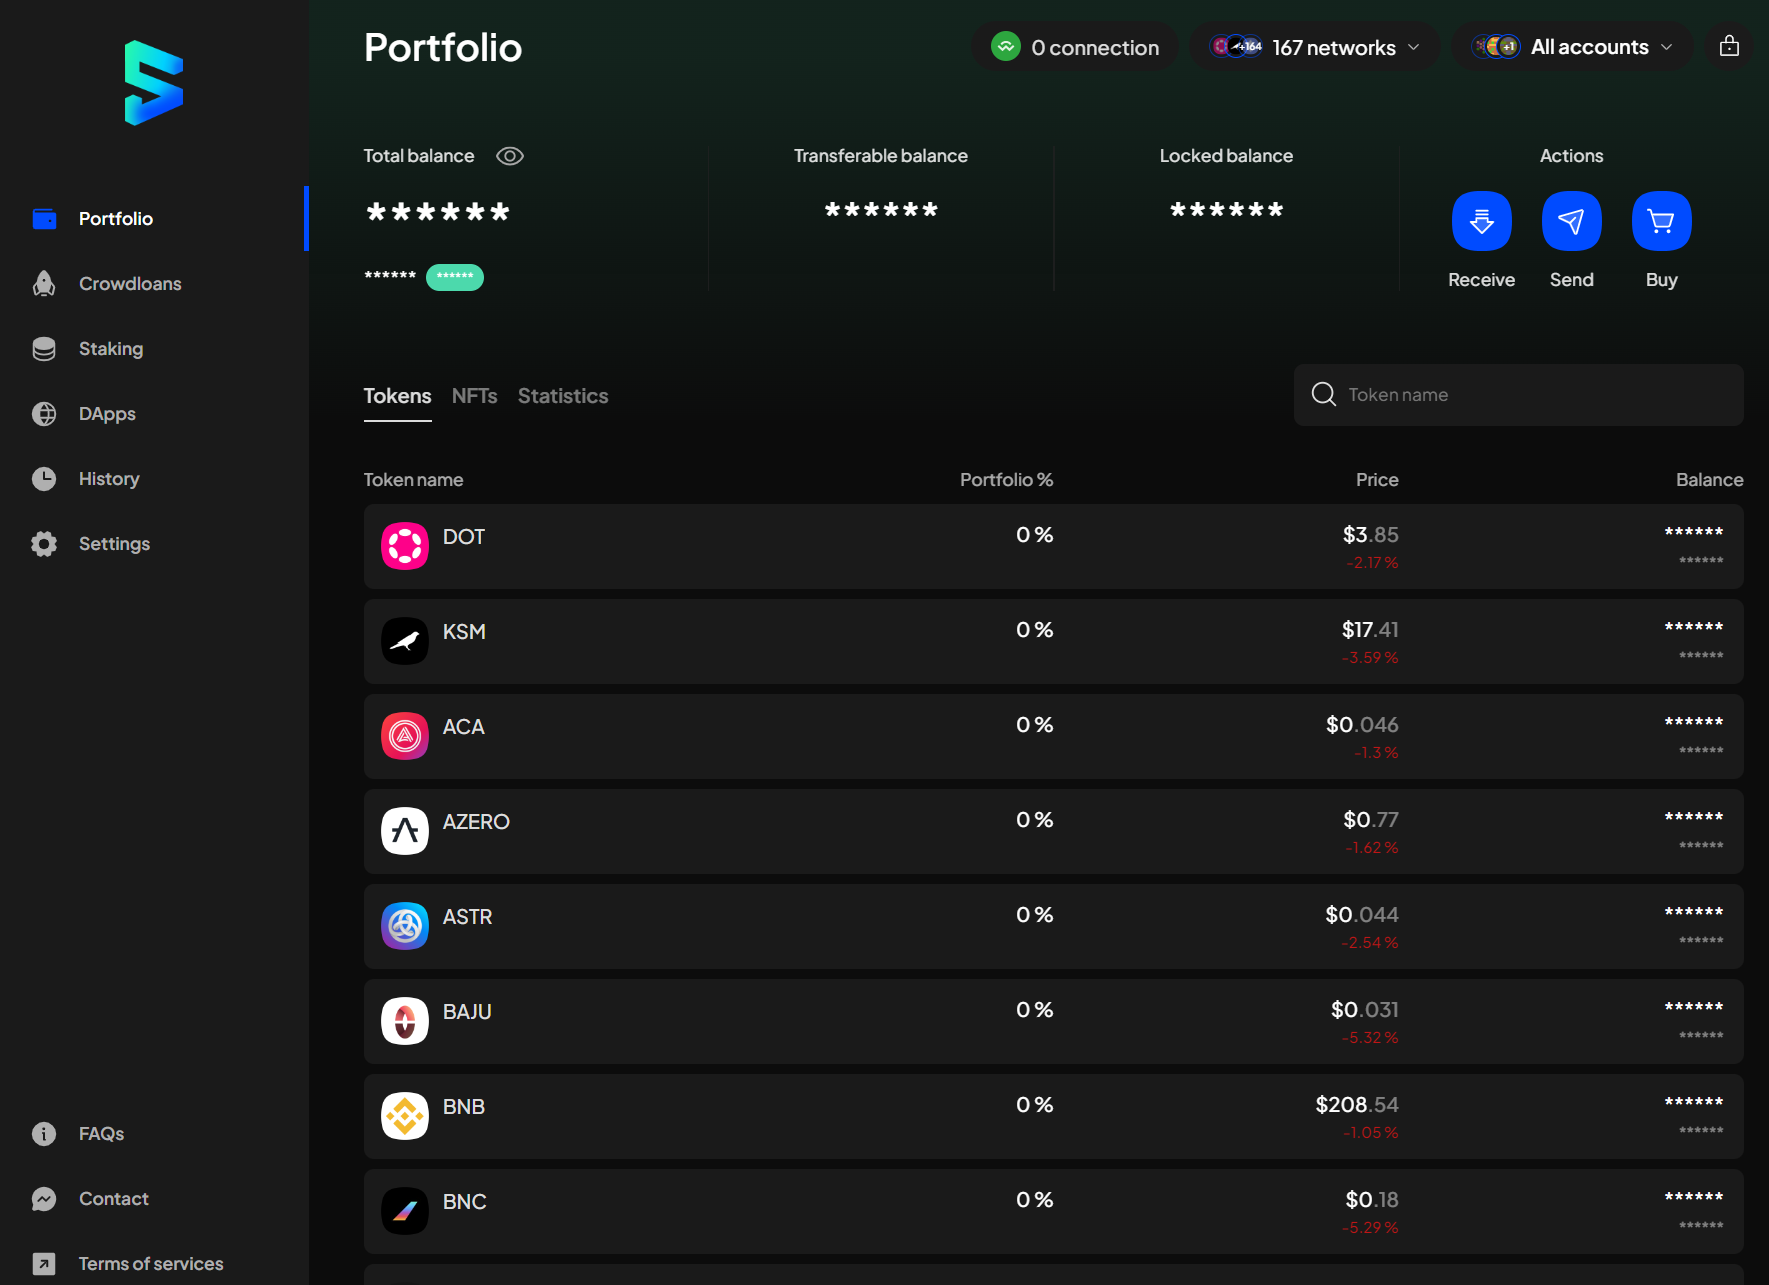 Portfolio
0 connection
+164 167 networks
+1 All accounts
Portfolio
Crowdloans
Staking
DApps
History
Settings
FAQs
Contact
Terms of services
Total balance
******
****** ******
Transferable balance
******
Locked balance
******
Actions
Receive Send Buy
Tokens NFTs Statistics
Token name
Token name Portfolio % Price Balance
DOT 0 % $3.85 ******
-2.17 % ******
KSM 0 % $17.41 ******
-3.59 % ******
ACA 0 % $0.046 ******
-1.3 % ******
AZERO 0 % $0.77 ******
-1.62 % ******
ASTR 0 % $0.044 ******
-2.54 % ******
BAJU 0 % $0.031 ******
-5.32 % ******
BNB 0 % $208.54 ******
-1.05 % ******
BNC 0 % $0.18 ******
-5.29 % ******